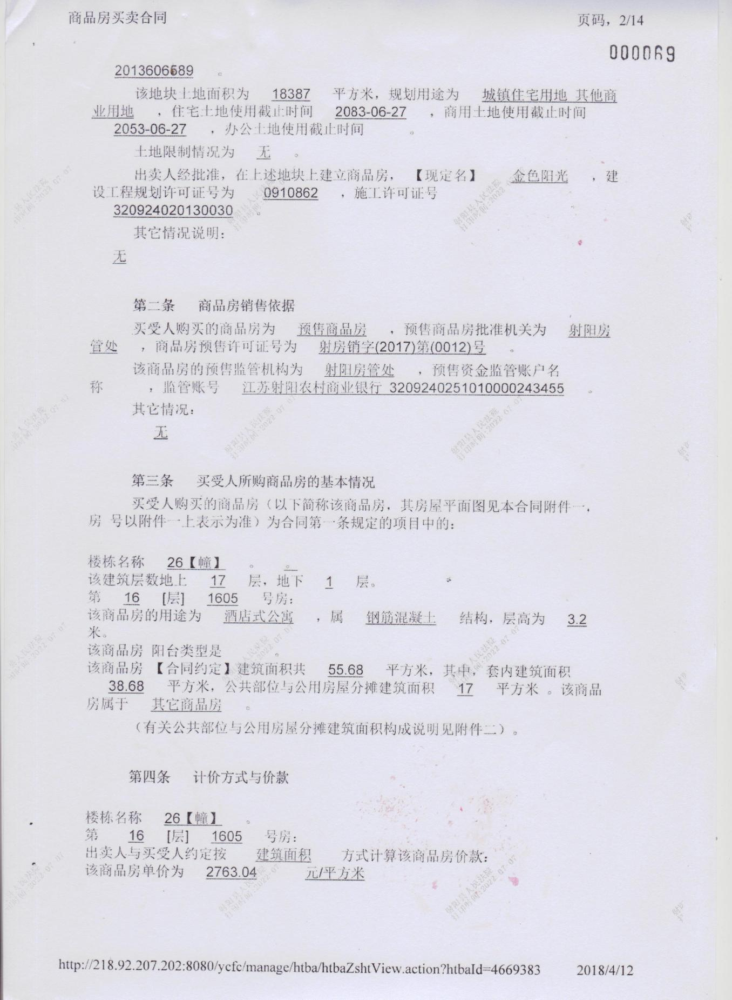 商品房买卖合同 页码，2/14
000069
2013606589 。
该地块土地面积为 18387 平方米，规划用途为 城镇住宅用地 其他商
业用地 ，住宅土地使用截止时间 2083-06-27 ，商用土地使用截止时间
2053-06-27 ，办公土地使用截止时间 。
土地限制情况为 无 。
出卖人经批准，在上述地块上建立商品房，【现定名】 金色阳光 ，建
设工程规划许可证号为 0910862 ，施工许可证号
320924020130030 。
其它情况说明：
无
第二条 商品房销售依据
买受人购买的商品房为 预售商品房 ，预售商品房批准机关为 射阳房
管处 ，商品房预售许可证号为 射房销字(2017)第(0012)号 。
该商品房的预售监管机构为 射阳房管处 ，预售资金监管账户名
称 ，监管账号 江苏射阳农村商业银行 3209240251010000243455 。
其它情况：
无
第三条 买受人所购商品房的基本情况
买受人购买的商品房（以下简称该商品房，其房屋平面图见本合同附件一，
房 号以附件一上表示为准）为合同第一条规定的项目中的：
楼栋名称 26【幢】 。 。
该建筑层数地上 17 层，地下 1 层。
第 16 [层] 1605 号房：
该商品房的用途为 酒店式公寓 ，属 钢筋混凝土 结构，层高为 3.2
米。
该商品房 阳台类型是 。
该商品房 【合同约定】建筑面积共 55.68 平方米，其中，套内建筑面积
38.68 平方米，公共部位与公用房屋分摊建筑面积 17 平方米 。该商品
房属于 其它商品房 。
（有关公共部位与公用房屋分摊建筑面积构成说明见附件二）。
第四条 计价方式与价款
楼栋名称 26【幢】 。
第 16 [层] 1605 号房：
出卖人与买受人约定按 建筑面积 方式计算该商品房价款：
该商品房单价为 2763.04 元/平方米
http://218.92.207.202:8080/ycfc/manage/htba/htbaZshtView.action?htbaId=4669383 2018/4/12
射阳县人民法院
打印时间:2022-07-07